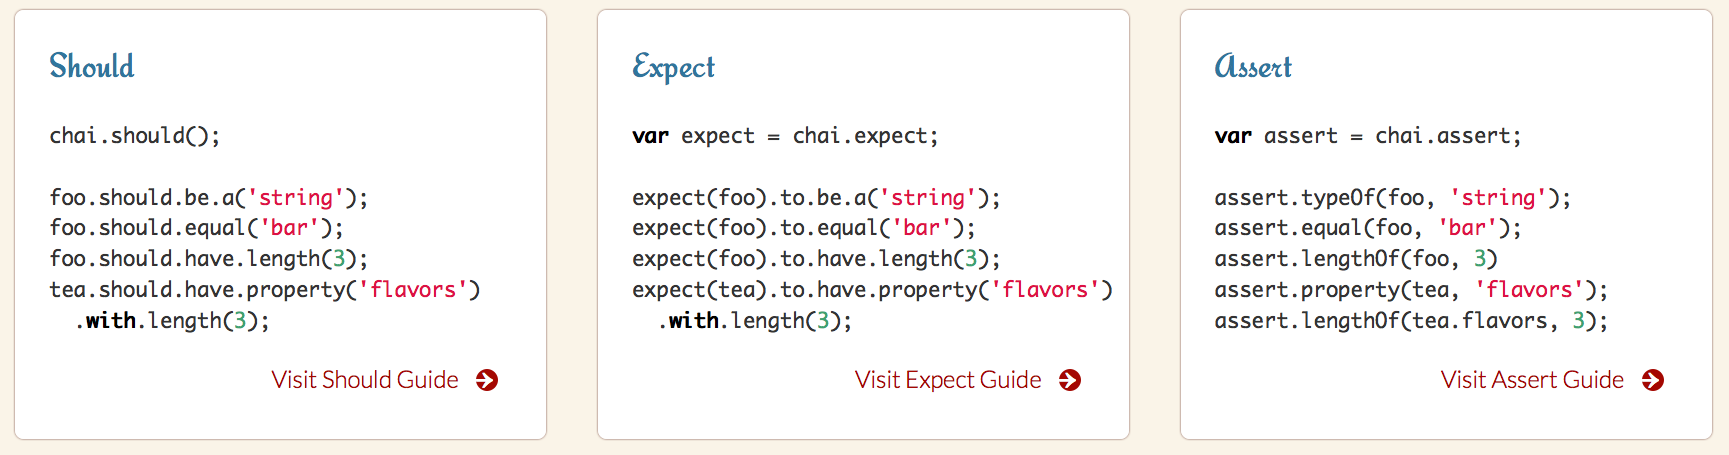 Should
chai.should();
foo.should.be.a('string');
foo.should.equal('bar');
foo.should.have.length(3);
tea.should.have.property('flavors')
  .with.length(3);
Visit Should Guide
Expect
var expect = chai.expect;
expect(foo).to.be.a('string');
expect(foo).to.equal('bar');
expect(foo).to.have.length(3);
expect(tea).to.have.property('flavors')
  .with.length(3);
Visit Expect Guide
Assert
var assert = chai.assert;
assert.typeOf(foo, 'string');
assert.equal(foo, 'bar');
assert.lengthOf(foo, 3)
assert.property(tea, 'flavors');
assert.lengthOf(tea.flavors, 3);
Visit Assert Guide